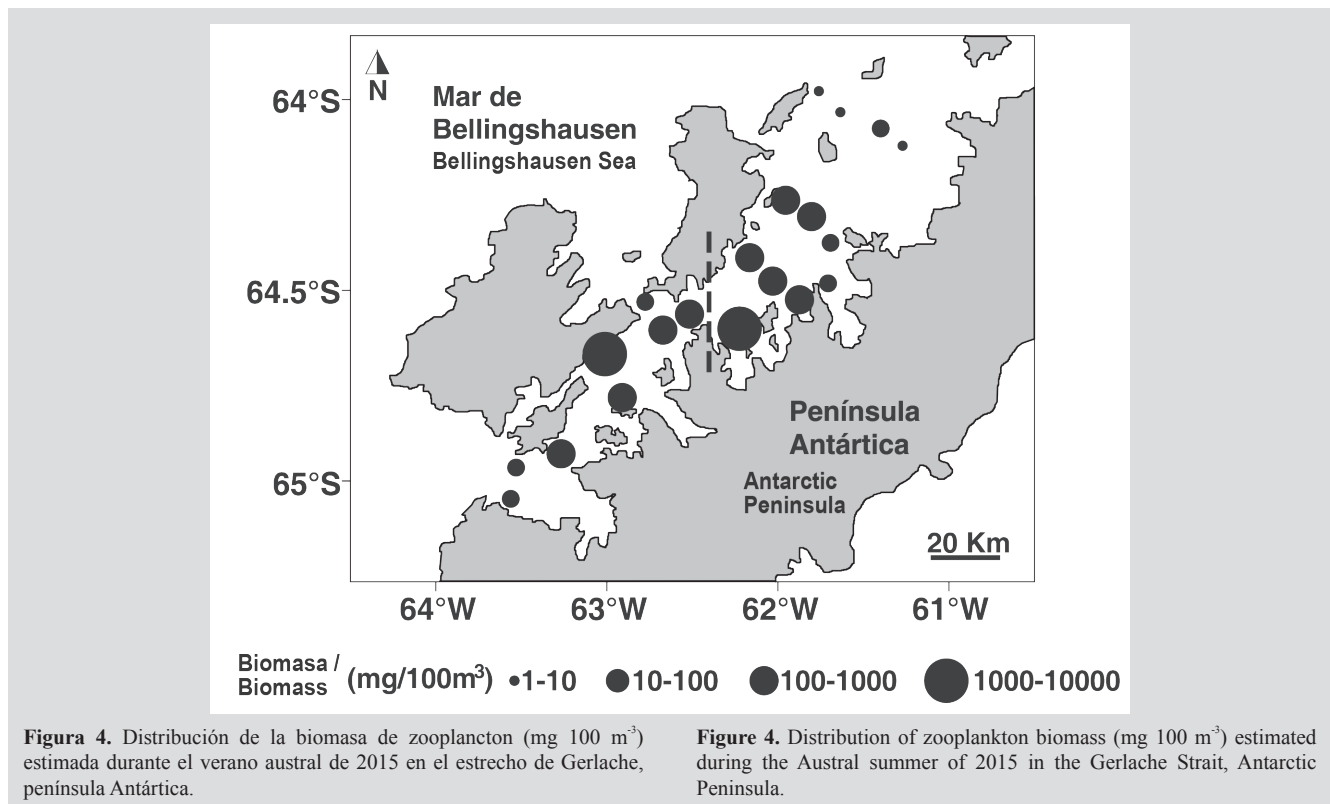 N
Mar de
Bellingshausen
Bellingshausen Sea
64°S
64.5°S
65°S
Península
Antártica
Antarctic
Peninsula
20 Km
64°W 63°W 62°W 61°W
Biomasa /
Biomass (mg/100m³) 1-10 10-100 100-1000 1000-10000
Figura 4. Distribución de la biomasa de zooplancton (mg 100 m⁻³)
estimada durante el verano austral de 2015 en el estrecho de Gerlache,
península Antártica.
Figure 4. Distribution of zooplankton biomass (mg 100 m⁻³) estimated
during the Austral summer of 2015 in the Gerlache Strait, Antarctic
Peninsula.